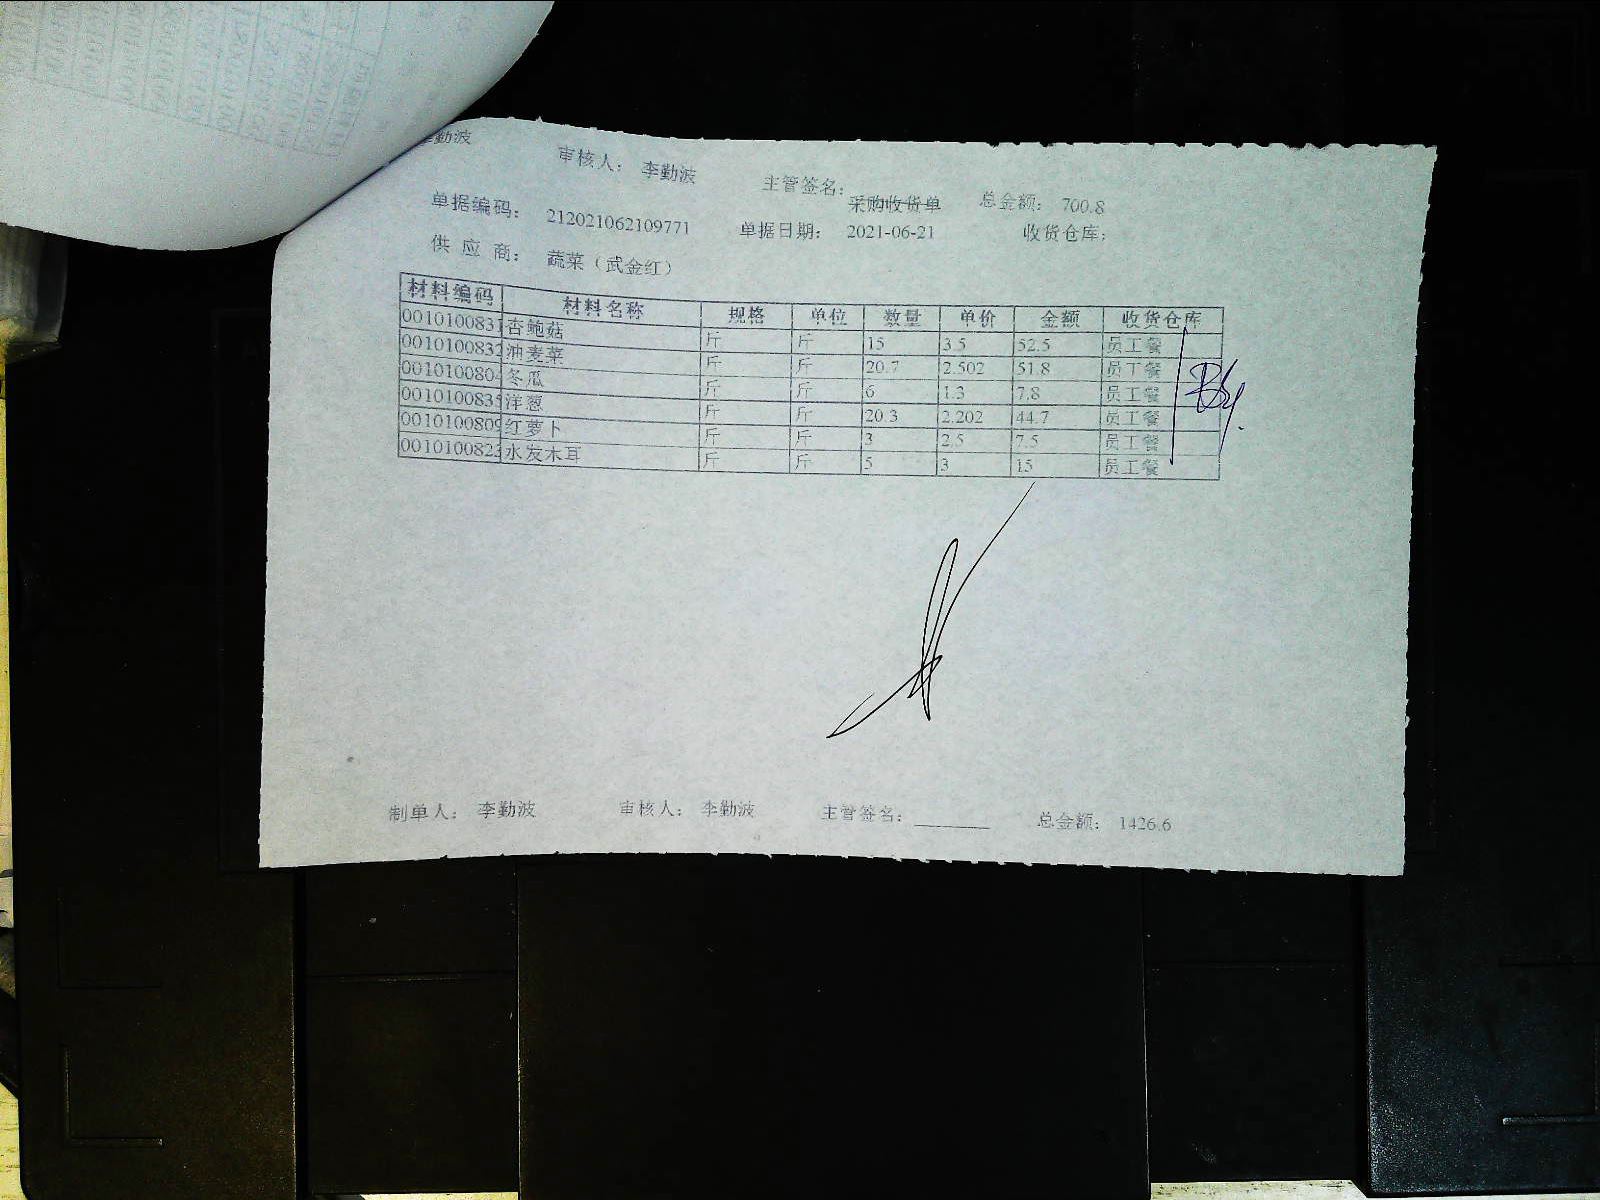 勤波 审核人: 李勤波 主管签名: 总金额: 700.8
采购收货单
单据编码: 212021062109771 单据日期: 2021-06-21 收货仓库:
供 应 商: 蔬菜（武金红）
材料编码 材料名称 规格 单位 数量 单价 金额 收货仓库
0010100831 杏鲍菇 斤 斤 15 3.5 52.5 员工餐
0010100832 油麦菜 斤 斤 20.7 2.502 51.8 员工餐
001010080 冬瓜 斤 斤 6 1.3 7.8 员工餐
001010083 洋葱 斤 斤 20.3 2.202 44.7 员工餐
0010100809 红萝卜 斤 斤 3 2.5 7.5 员工餐
001010082 水发木耳 斤 斤 5 3 15 员工餐
制单人: 李勤波 审核人: 李勤波 主管签名: 总金额: 1426.6